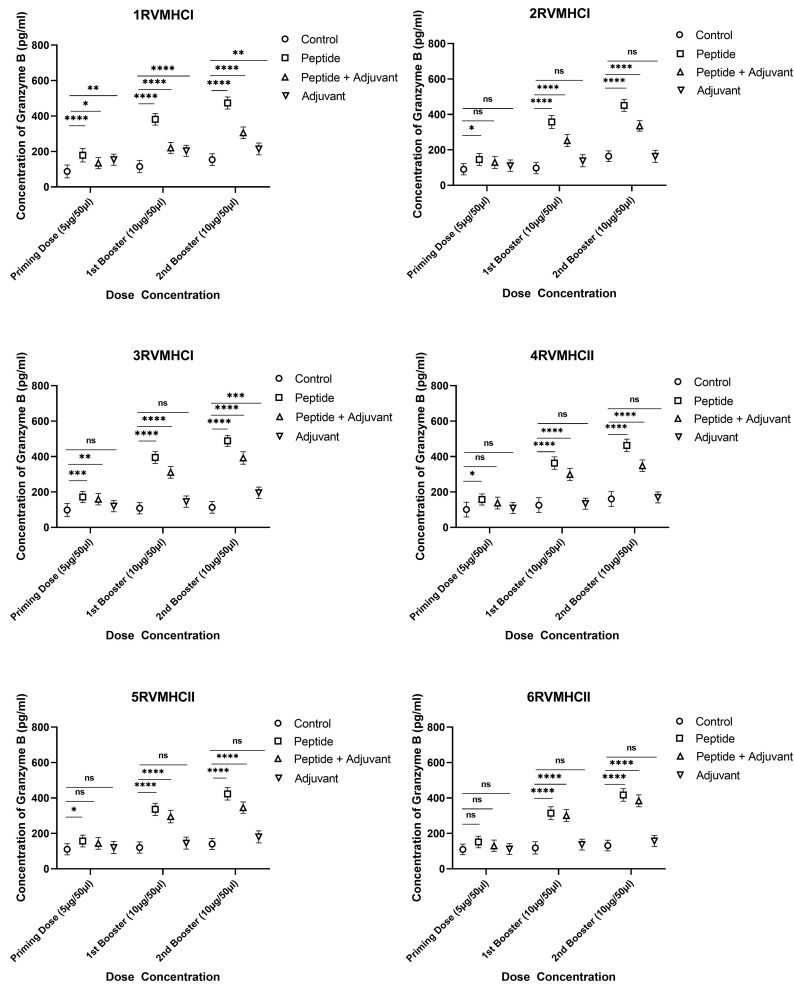 1RVMHCI
Concentration of Granzyme B (pg/ml)
800
600
400
200
0
**
*
****
****
****
****
**
****
****
Control
Peptide
Peptide + Adjuvant
Adjuvant
Priming Dose (5µg/50µl)
1st Booster (10µg/50µl)
2nd Booster (10µg/50µl)
Dose Concentration
2RVMHCI
Concentration of Granzyme B (pg/ml)
800
600
400
200
0
ns
ns
*
ns
****
****
ns
****
****
Control
Peptide
Peptide + Adjuvant
Adjuvant
Priming Dose (5µg/50µl)
1st Booster (10µg/50µl)
2nd Booster (10µg/50µl)
Dose Concentration
3RVMHCI
Concentration of Granzyme B (pg/ml)
800
600
400
200
0
ns
**
***
ns
****
****
***
****
****
Control
Peptide
Peptide + Adjuvant
Adjuvant
Priming Dose (5µg/50µl)
1st Booster (10µg/50µl)
2nd Booster (10µg/50µl)
Dose Concentration
4RVMHCII
Concentration of Granzyme B (pg/ml)
800
600
400
200
0
ns
ns
*
ns
****
****
ns
****
****
Control
Peptide
Peptide + Adjuvant
Adjuvant
Priming Dose (5µg/50µl)
1st Booster (10µg/50µl)
2nd Booster (10µg/50µl)
Dose Concentration
5RVMHCII
Concentration of Granzyme B (pg/ml)
800
600
400
200
0
ns
ns
*
ns
****
****
ns
****
****
Control
Peptide
Peptide + Adjuvant
Adjuvant
Priming Dose (5µg/50µl)
1st Booster (10µg/50µl)
2nd Booster (10µg/50µl)
Dose Concentration
6RVMHCII
Concentration of Granzyme B (pg/ml)
800
600
400
200
0
ns
ns
ns
ns
****
****
ns
****
****
Control
Peptide
Peptide + Adjuvant
Adjuvant
Priming Dose (5µg/50µl)
1st Booster (10µg/50µl)
2nd Booster (10µg/50µl)
Dose Concentration